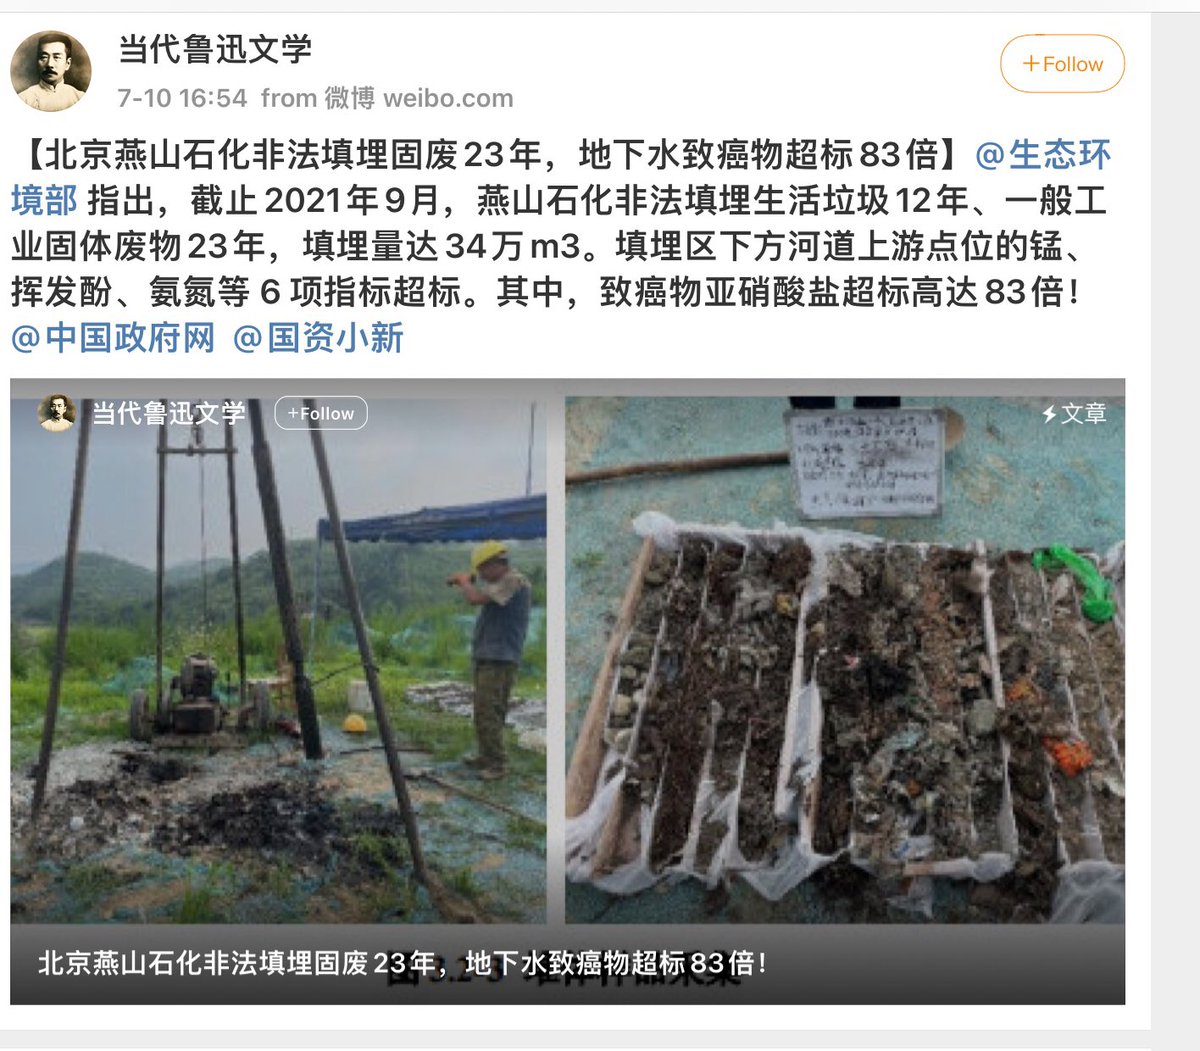 当代鲁迅文学
+Follow
7-10 16:54 from 微博 weibo.com
【北京燕山石化非法填埋固废23年，地下水致癌物超标83倍】@生态环
境部 指出，截止2021年9月，燕山石化非法填埋生活垃圾12年、一般工
业固体废物23年，填埋量达34万m3。填埋区下方河道上游点位的锰、
挥发酚、氨氮等 6 项指标超标。其中，致癌物亚硝酸盐超标高达83倍！
@中国政府网 @国资小新
当代鲁迅文学
+Follow
文章
北京燕山石化非法填埋固废23年，地下水致癌物超标83倍！